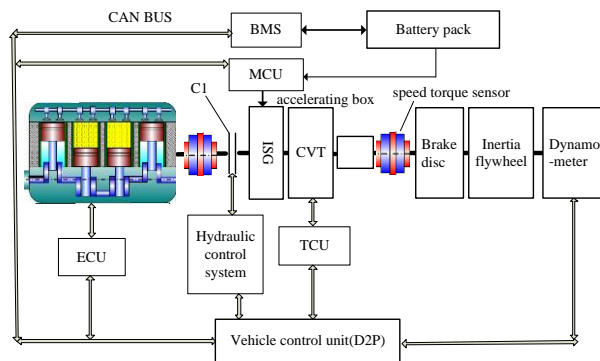 CAN BUS
BMS
Battery pack
MCU
C1
accelerating box
speed torque sensor
ISG
CVT
Brake
disc
Inertia
flywheel
Dynamo
-meter
ECU
Hydraulic
control
system
TCU
Vehicle control unit(D2P)